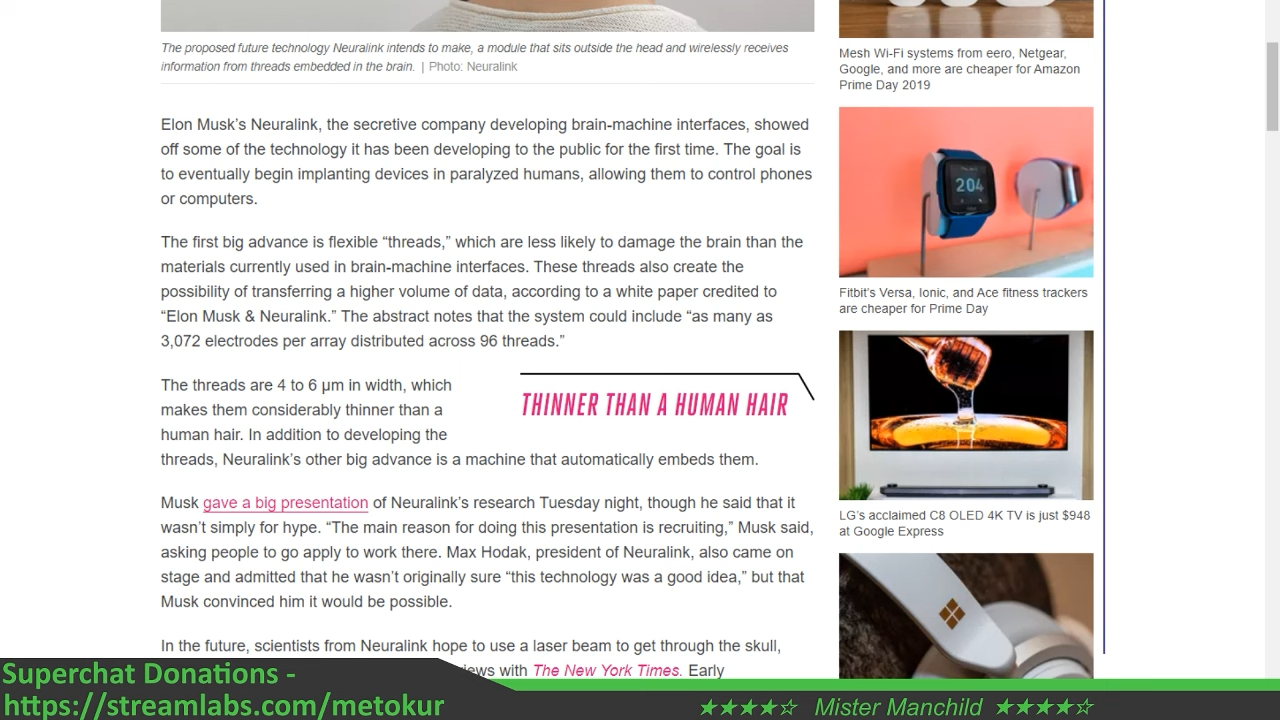 The proposed future technology Neuralink intends to make, a module that sits outside the head and wirelessly receives
information from threads embedded in the brain. | Photo: Neuralink
Elon Musk’s Neuralink, the secretive company developing brain-machine interfaces, showed
off some of the technology it has been developing to the public for the first time. The goal is
to eventually begin implanting devices in paralyzed humans, allowing them to control phones
or computers.
The first big advance is flexible “threads,” which are less likely to damage the brain than the
materials currently used in brain-machine interfaces. These threads also create the
possibility of transferring a higher volume of data, according to a white paper credited to
“Elon Musk & Neuralink.” The abstract notes that the system could include “as many as
3,072 electrodes per array distributed across 96 threads.”
The threads are 4 to 6 μm in width, which
makes them considerably thinner than a
human hair. In addition to developing the
threads, Neuralink’s other big advance is a machine that automatically embeds them.
THINNER THAN A HUMAN HAIR
Musk gave a big presentation of Neuralink’s research Tuesday night, though he said that it
wasn’t simply for hype. “The main reason for doing this presentation is recruiting,” Musk said,
asking people to go apply to work there. Max Hodak, president of Neuralink, also came on
stage and admitted that he wasn’t originally sure “this technology was a good idea,” but that
Musk convinced him it would be possible.
In the future, scientists from Neuralink hope to use a laser beam to get through the skull,
with The New York Times. Early
Mesh Wi-Fi systems from eero, Netgear,
Google, and more are cheaper for Amazon
Prime Day 2019
204
Fitbit’s Versa, Ionic, and Ace fitness trackers
are cheaper for Prime Day
LG’s acclaimed C8 OLED 4K TV is just $948
at Google Express
Superchat Donations -
https://streamlabs.com/metokur
★★★★☆ Mister Manchild ★★★★☆